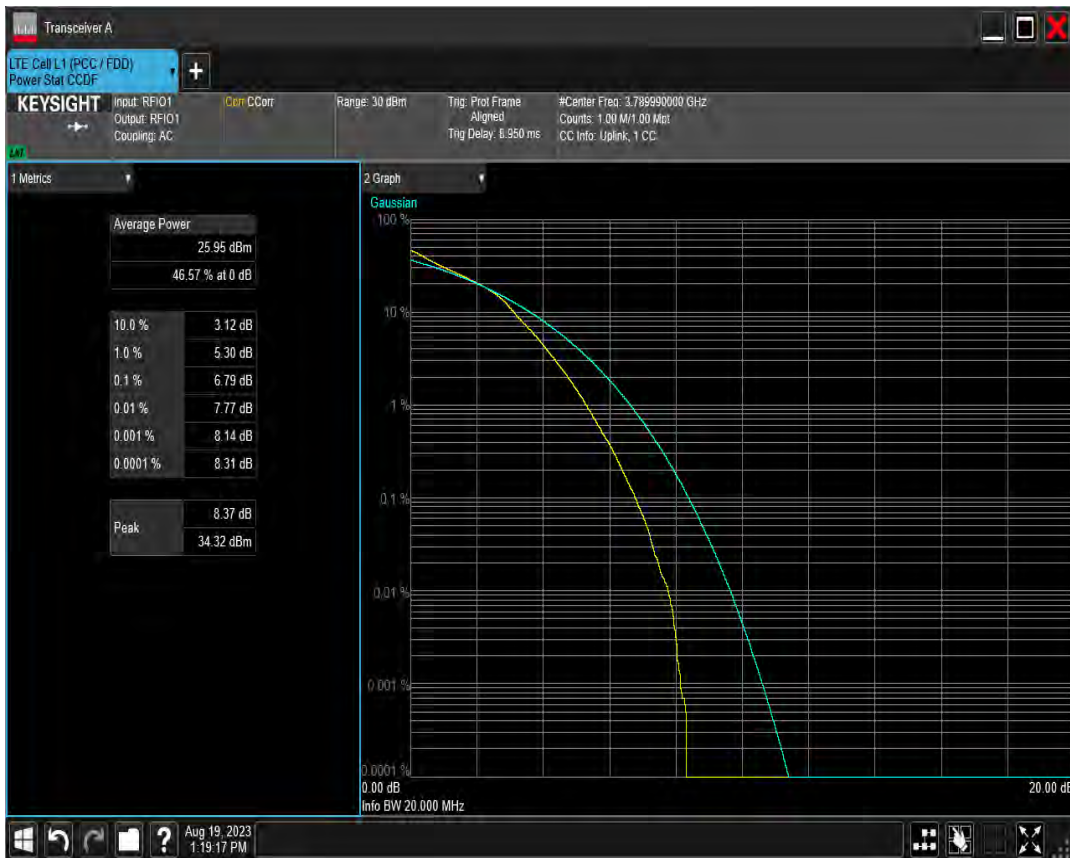 Transceiver A
LTE Cell L1 (PCC / FDD)
Power Stat CCDF
+
KEYSIGHT
Input: RFIO1
Output: RFIO1
Coupling: AC
Corr CCorr
Range: 30 dBm
Trig: Prot Frame
Aligned
Trig Delay: 8.950 ms
#Center Freq: 3.789990000 GHz
Counts: 1.00 M/1.00 Mpt
CC Info: Uplink, 1 CC
1 Metrics
Average Power
25.95 dBm
46.57 % at 0 dB
10.0 % 3.12 dB
1.0 % 5.30 dB
0.1 % 6.79 dB
0.01 % 7.77 dB
0.001 % 8.14 dB
0.0001 % 8.31 dB
Peak
8.37 dB
34.32 dBm
2 Graph
Gaussian
100 %
10 %
1 %
0.1 %
0.01 %
0.001 %
0.0001 %
0.00 dB
20.00 dB
Info BW 20.000 MHz
?
Aug 19, 2023
1:19:17 PM